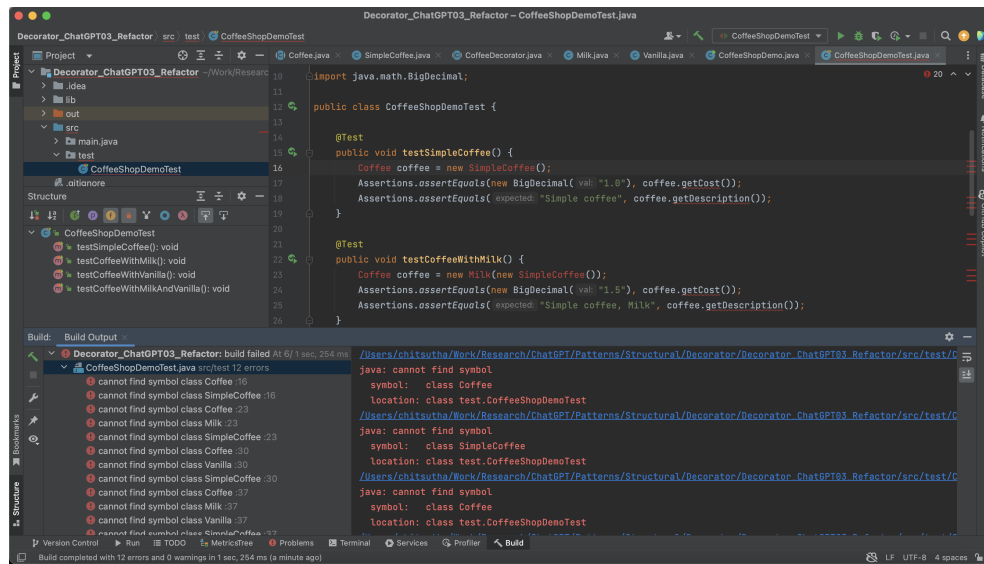 Decorator_ChatGPT03_Refactor – CoffeeShopDemoTest.java
Decorator_ChatGPT03_Refactor › src › test › CoffeeShopDemoTest
CoffeeShopDemoTest
Project
Coffee.java
SimpleCoffee.java
CoffeeDecorator.java
Milk.java
Vanilla.java
CoffeeShopDemo.java
CoffeeShopDemoTest.java
Project
Decorator_ChatGPT03_Refactor ~/Work/Researc
.idea
lib
out
src
main.java
test
CoffeeShopDemoTest
.gitignore
Structure
CoffeeShopDemoTest
testSimpleCoffee(): void
testCoffeeWithMilk(): void
testCoffeeWithVanilla(): void
testCoffeeWithMilkAndVanilla(): void
20
10 import java.math.BigDecimal;
11
12 public class CoffeeShopDemoTest {
13
14 @Test
15 public void testSimpleCoffee() {
16 Coffee coffee = new SimpleCoffee();
17 Assertions.assertEquals(new BigDecimal( val: "1.0"), coffee.getCost());
18 Assertions.assertEquals( expected: "Simple coffee", coffee.getDescription());
19 }
20
21 @Test
22 public void testCoffeeWithMilk() {
23 Coffee coffee = new Milk(new SimpleCoffee());
24 Assertions.assertEquals(new BigDecimal( val: "1.5"), coffee.getCost());
25 Assertions.assertEquals( expected: "Simple coffee, Milk", coffee.getDescription());
26 }
Notifications
Build: Build Output
Decorator_ChatGPT03_Refactor: build failed At 6/ 1 sec, 254 ms
CoffeeShopDemoTest.java src/test 12 errors
cannot find symbol class Coffee :16
cannot find symbol class SimpleCoffee :16
cannot find symbol class Coffee :23
cannot find symbol class Milk :23
cannot find symbol class SimpleCoffee :23
cannot find symbol class Coffee :30
cannot find symbol class Vanilla :30
cannot find symbol class SimpleCoffee :30
cannot find symbol class Coffee :37
cannot find symbol class Milk :37
cannot find symbol class Vanilla :37
cannot find symbol class SimpleCoffee :37
/Users/chitsutha/Work/Research/ChatGPT/Patterns/Structural/Decorator/Decorator_ChatGPT03_Refactor/src/test/C
java: cannot find symbol
symbol: class Coffee
location: class test.CoffeeShopDemoTest
/Users/chitsutha/Work/Research/ChatGPT/Patterns/Structural/Decorator/Decorator_ChatGPT03_Refactor/src/test/C
java: cannot find symbol
symbol: class SimpleCoffee
location: class test.CoffeeShopDemoTest
/Users/chitsutha/Work/Research/ChatGPT/Patterns/Structural/Decorator/Decorator_ChatGPT03_Refactor/src/test/C
java: cannot find symbol
symbol: class Coffee
location: class test.CoffeeShopDemoTest
Bookmarks
Structure
Version Control
Run
TODO
MetricsTree
Problems
Terminal
Services
Profiler
Build
Build completed with 12 errors and 0 warnings in 1 sec, 254 ms (a minute ago)
LF UTF-8 4 spaces